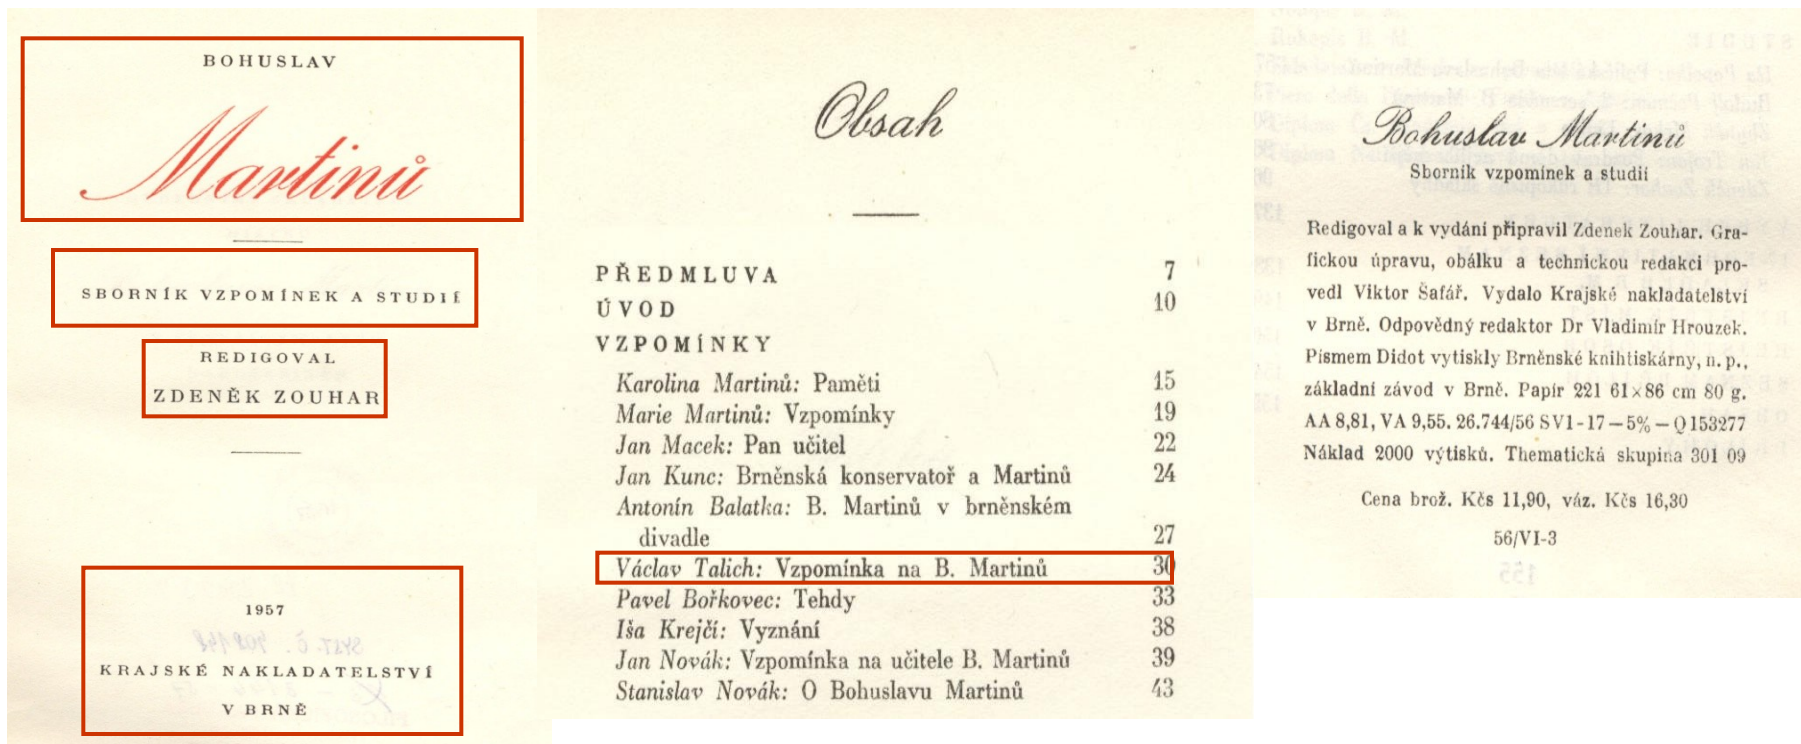 BOHUSLAV
Martinů
SBORNÍK VZPOMÍNEK A STUDIÍ
REDIGOVAL
ZDENĚK ZOUHAR
1957
KRAJSKÉ NAKLADATELSTVÍ
V BRNĚ
Obsah
PŘEDMLUVA 7
ÚVOD 10
VZPOMÍNKY
Karolina Martinů: Paměti 15
Marie Martinů: Vzpomínky 19
Jan Macek: Pan učitel 22
Jan Kunc: Brněnská konservatoř a Martinů 24
Antonín Balatka: B. Martinů v brněnském
divadle 27
Václav Talich: Vzpomínka na B. Martinů 30
Pavel Bořkovec: Tehdy 33
Iša Krejčí: Vyznání 38
Jan Novák: Vzpomínka na učitele B. Martinů 39
Stanislav Novák: O Bohuslavu Martinů 43
Bohuslav Martinů
Sborník vzpomínek a studií
Redigoval a k vydání připravil Zdenek Zouhar. Gra-
fickou úpravu, obálku a technickou redakci pro-
vedl Viktor Šafář. Vydalo Krajské nakladatelství
v Brně. Odpovědný redaktor Dr Vladimír Hrouzek.
Písmem Didot vytiskly Brněnské knihtiskárny, n. p.,
základní závod v Brně. Papír 221 61×86 cm 80 g.
AA 8,81, VA 9,55. 26.744/56 SV1-17 — 5% — Q 153277
Náklad 2000 výtisků. Thematická skupina 301 09
Cena brož. Kčs 11,90, váz. Kčs 16,30
56/VI-3